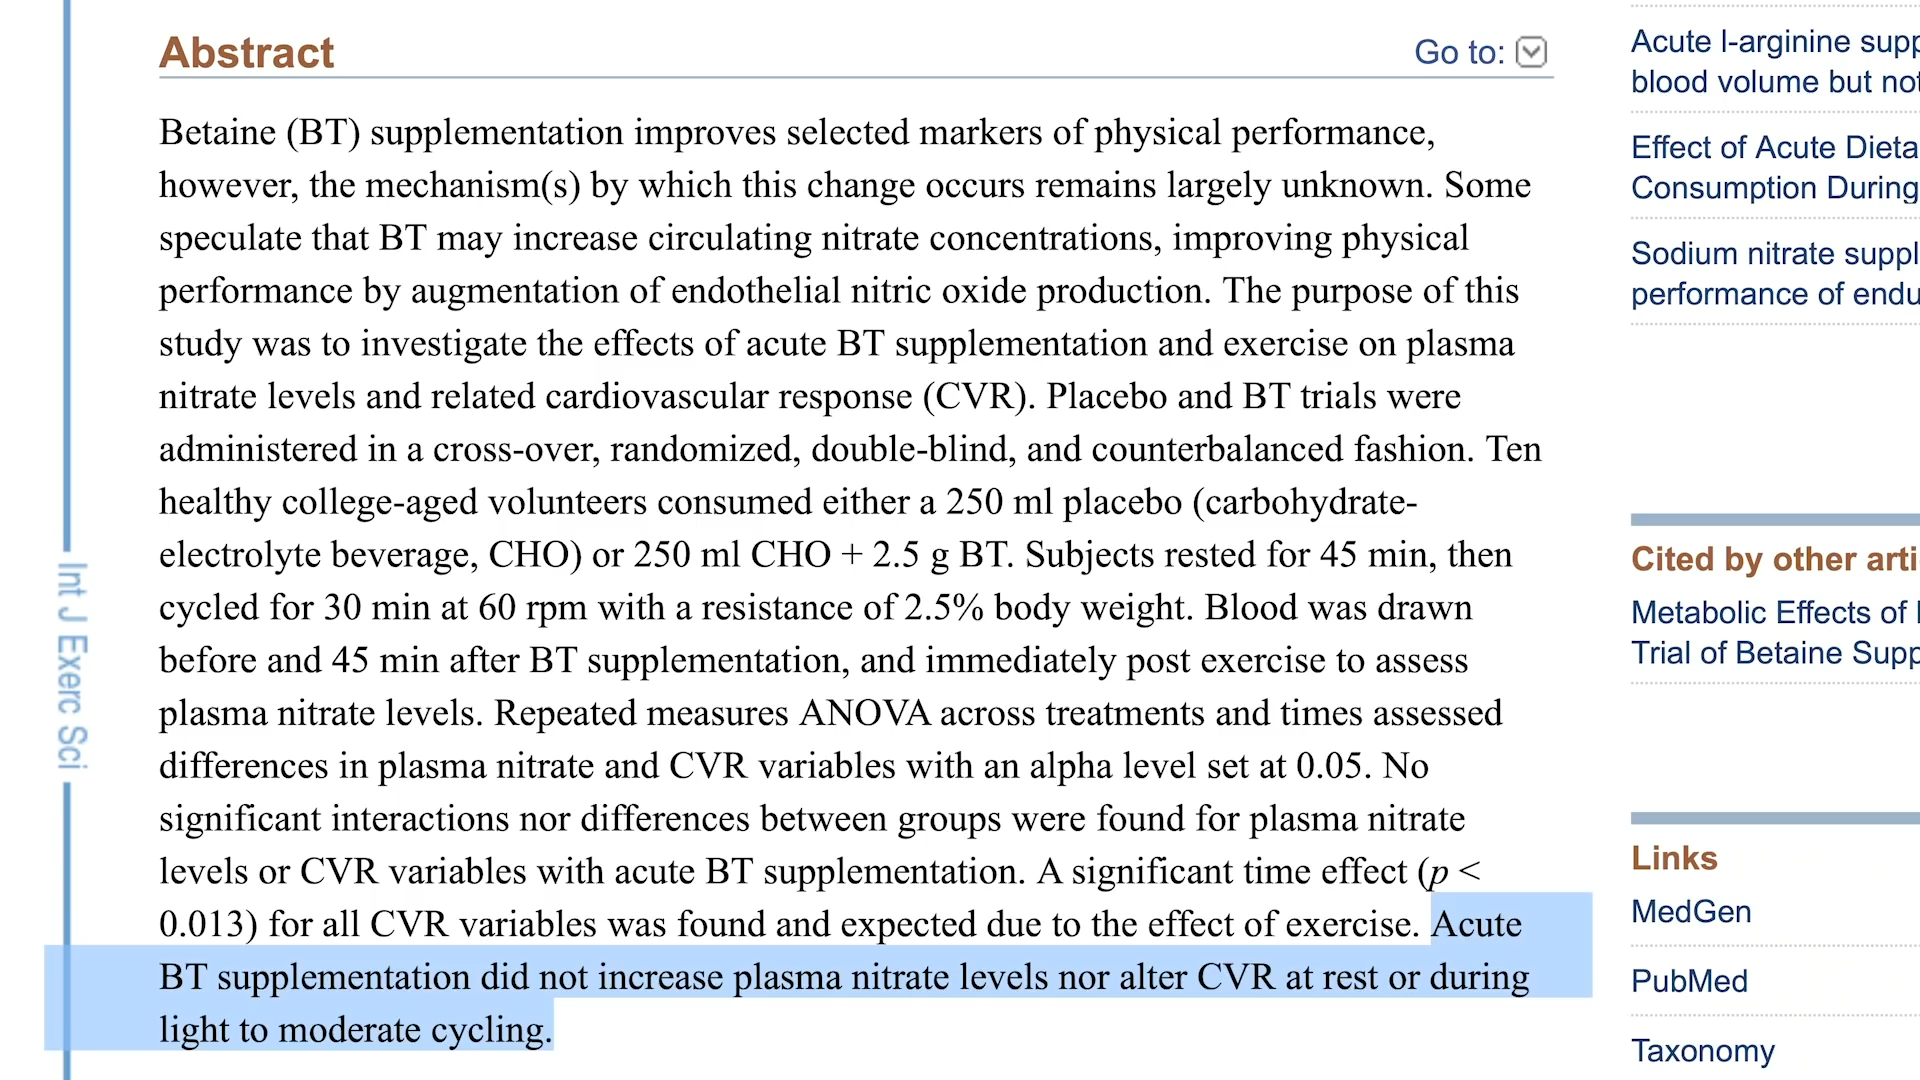 Abstract
Go to:
Betaine (BT) supplementation improves selected markers of physical performance,
however, the mechanism(s) by which this change occurs remains largely unknown. Some
speculate that BT may increase circulating nitrate concentrations, improving physical
performance by augmentation of endothelial nitric oxide production. The purpose of this
study was to investigate the effects of acute BT supplementation and exercise on plasma
nitrate levels and related cardiovascular response (CVR). Placebo and BT trials were
administered in a cross-over, randomized, double-blind, and counterbalanced fashion. Ten
healthy college-aged volunteers consumed either a 250 ml placebo (carbohydrate-
electrolyte beverage, CHO) or 250 ml CHO + 2.5 g BT. Subjects rested for 45 min, then
cycled for 30 min at 60 rpm with a resistance of 2.5% body weight. Blood was drawn
before and 45 min after BT supplementation, and immediately post exercise to assess
plasma nitrate levels. Repeated measures ANOVA across treatments and times assessed
differences in plasma nitrate and CVR variables with an alpha level set at 0.05. No
significant interactions nor differences between groups were found for plasma nitrate
levels or CVR variables with acute BT supplementation. A significant time effect (p <
0.013) for all CVR variables was found and expected due to the effect of exercise. Acute
BT supplementation did not increase plasma nitrate levels nor alter CVR at rest or during
light to moderate cycling.
Int J Exerc Sci
Acute l-arginine supp
blood volume but not
Effect of Acute Dieta
Consumption During
Sodium nitrate suppl
performance of endu
Cited by other arti
Metabolic Effects of
Trial of Betaine Supp
Links
MedGen
PubMed
Taxonomy